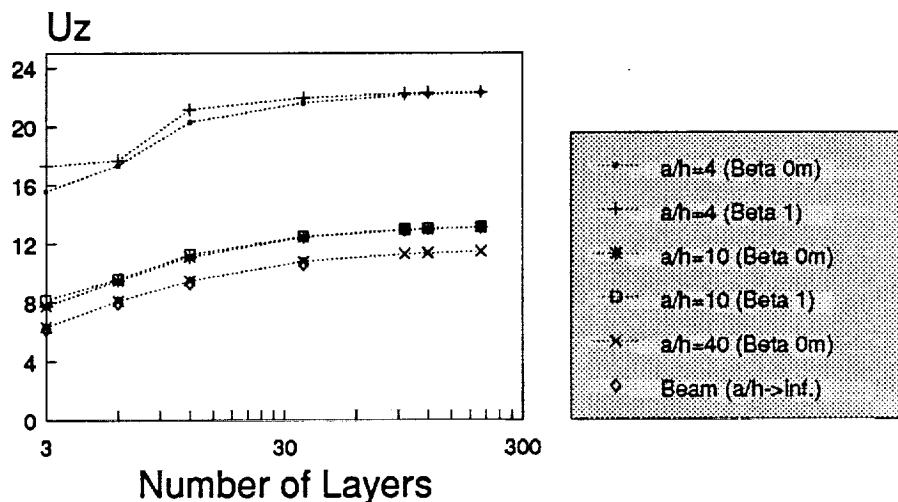 Uz
24
20
16
12
8
4
0
3
30
300
Number of Layers
a/h=4 (Beta 0m)
a/h=4 (Beta 1)
a/h=10 (Beta 0m)
a/h=10 (Beta 1)
a/h=40 (Beta 0m)
Beam (a/h->inf.)